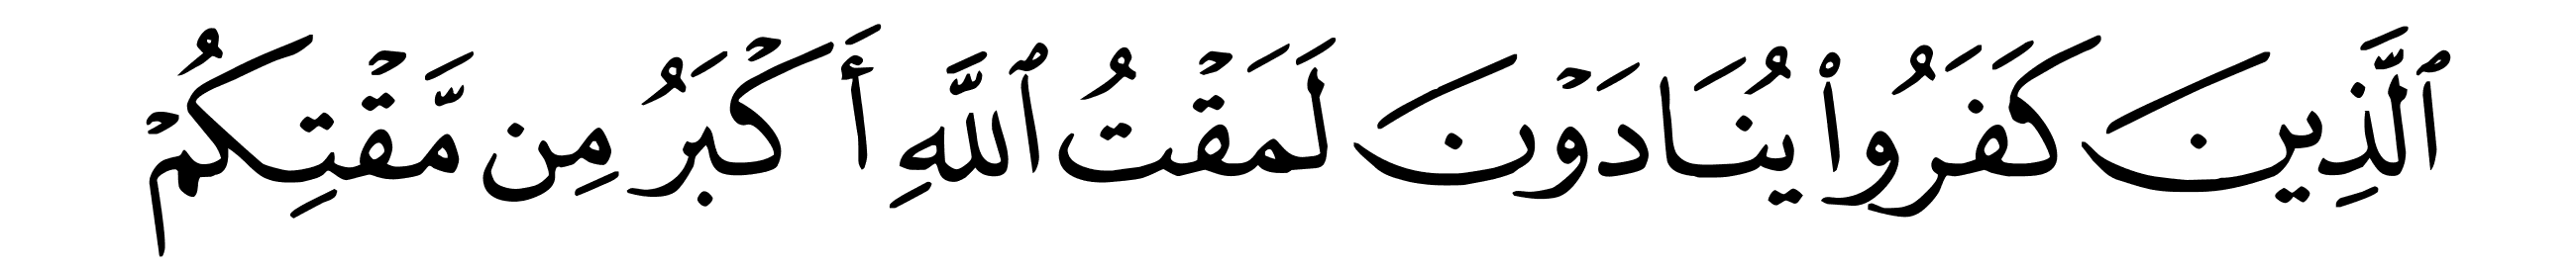 ٱلَّذِينَ كَفَرُوا۟ يُنَادَوْنَ لَمَقْتُ ٱللَّهِ أَكْبَرُ مِن مَّقْتِكُمْ